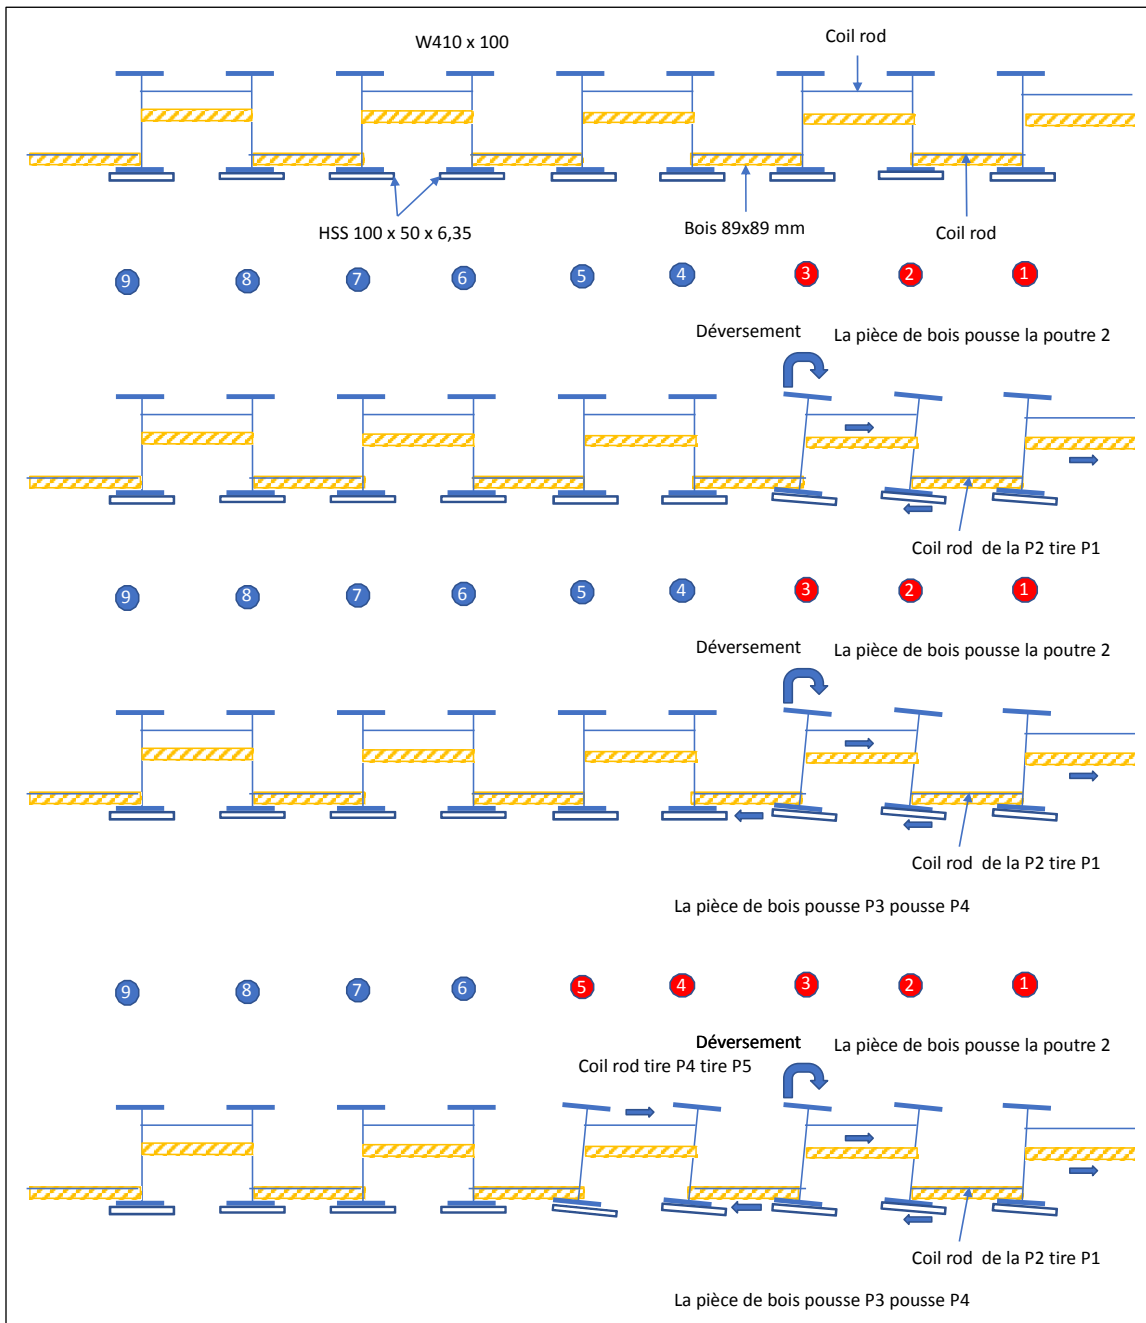 W410 x 100
Coil rod
HSS 100 x 50 x 6,35
Bois 89x89 mm
Coil rod
9 8 7 6 5 4 3 2 1
Déversement
La pièce de bois pousse la poutre 2
Coil rod de la P2 tire P1
9 8 7 6 5 4 3 2 1
Déversement
La pièce de bois pousse la poutre 2
Coil rod de la P2 tire P1
La pièce de bois pousse P3 pousse P4
9 8 7 6 5 4 3 2 1
Déversement
La pièce de bois pousse la poutre 2
Coil rod tire P4 tire P5
Coil rod de la P2 tire P1
La pièce de bois pousse P3 pousse P4